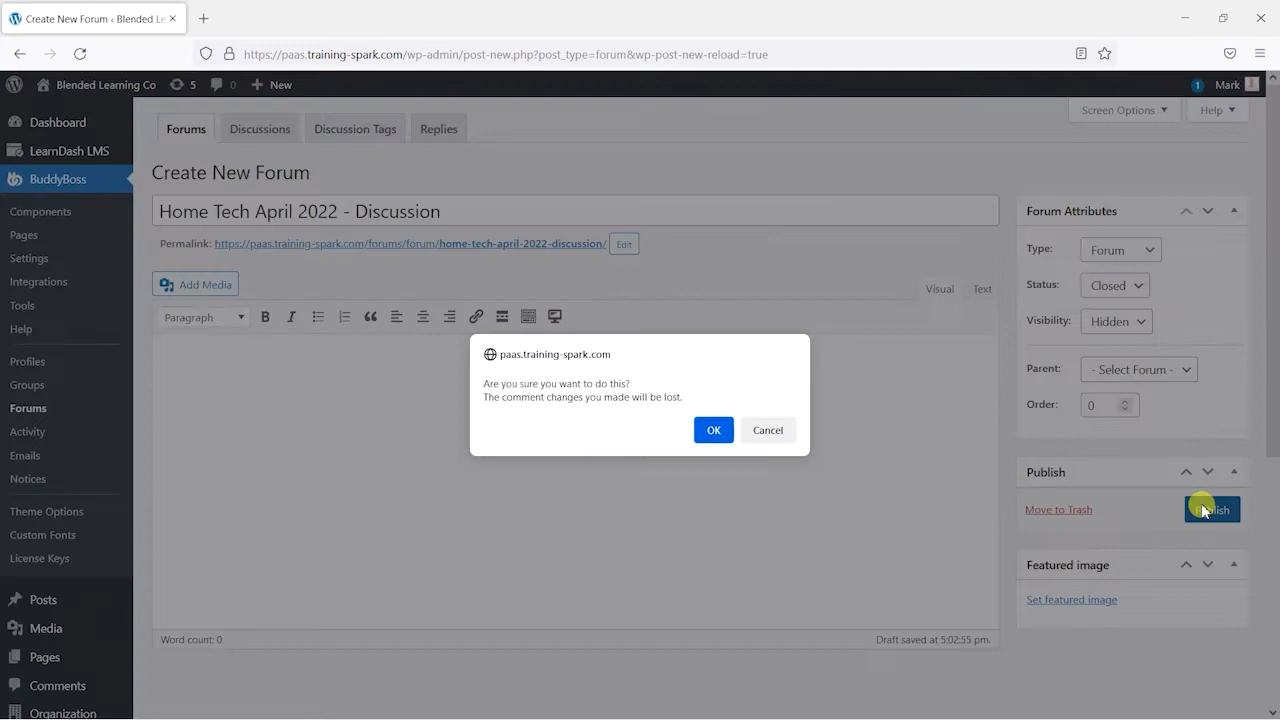 Create New Forum ‹ Blended Le
https://paas.training-spark.com/wp-admin/post-new.php?post_type=forum&wp-post-new-reload=true
Blended Learning Co
5
0
New
1
Mark
Dashboard
LearnDash LMS
BuddyBoss
Components
Pages
Settings
Integrations
Tools
Help
Profiles
Groups
Forums
Activity
Emails
Notices
Theme Options
Custom Fonts
License Keys
Posts
Media
Pages
Comments
Organization
Screen Options
Help
Forums
Discussions
Discussion Tags
Replies
Create New Forum
Home Tech April 2022 - Discussion
Permalink: https://paas.training-spark.com/forums/forum/home-tech-april-2022-discussion/
Edit
Add Media
Visual
Text
Paragraph
B
I
paas.training-spark.com
Are you sure you want to do this?
The comment changes you made will be lost.
OK
Cancel
Word count: 0
Draft saved at 5:02:55 pm.
Forum Attributes
Type:
Forum
Status:
Closed
Visibility:
Hidden
Parent:
- Select Forum -
Order:
0
Publish
Move to Trash
Publish
Featured image
Set featured image